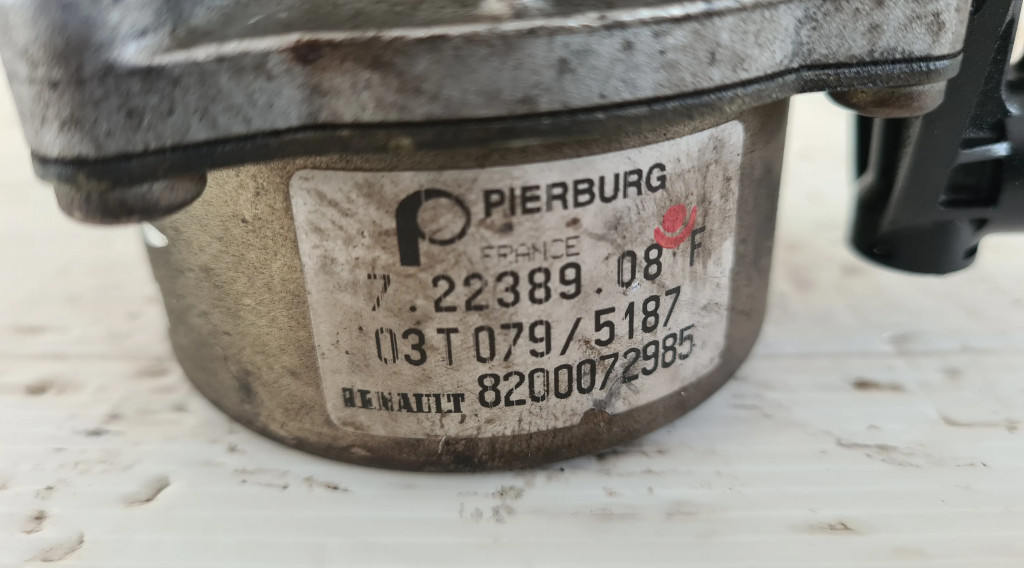 PIERBURG
FRANCE
7.22389.08 F
03T079/5187
RENAULT 8200072985